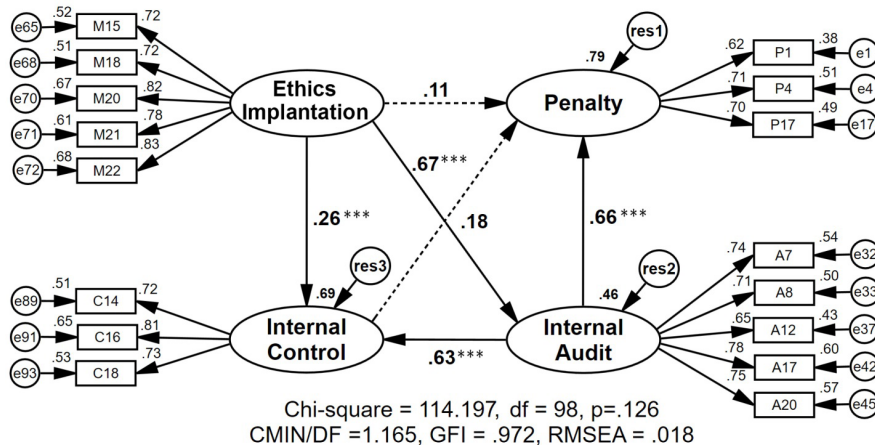 e65 .52 M15 .72
e68 .51 M18 .72
e70 .67 M20 .82
e71 .61 M21 .78
e72 .68 M22 .83
Ethics
Implantation
.11
res1
.79
Penalty
.62 P1 .38 e1
.71 P4 .51 e4
.70 P17 .49 e17
.67***
.26***
.18
.66***
res3
.69
Internal
Control
e89 .51 C14 .72
e91 .65 C16 .81
e93 .53 C18 .73
.63***
res2
.46
Internal
Audit
.74 A7 .54 e32
.71 A8 .50 e33
.65 A12 .43 e37
.78 A17 .60 e42
.75 A20 .57 e45
Chi-square = 114.197, df = 98, p=.126
CMIN/DF =1.165, GFI = .972, RMSEA = .018